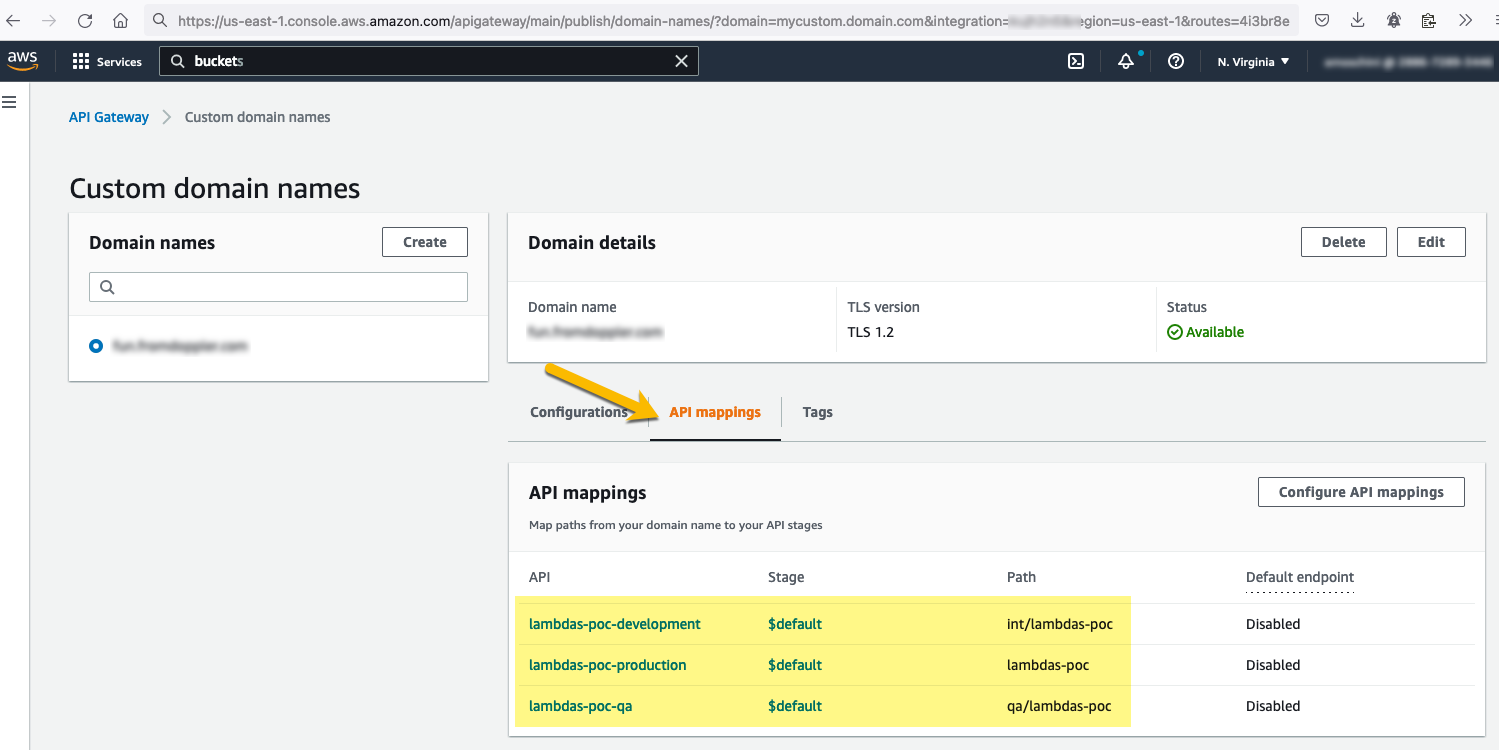 https://us-east-1.console.aws.amazon.com/apigateway/main/publish/domain-names/?domain=mycustom.domain.com&integration= egion=us-east-1&routes=4i3br8e
aws Services buckets N. Virginia
API Gateway Custom domain names
Custom domain names
Domain names Create
Domain details Delete Edit
Domain name TLS version Status
TLS 1.2 Available
Configurations API mappings Tags
API mappings Configure API mappings
Map paths from your domain name to your API stages
API Stage Path Default endpoint
lambdas-poc-development $default int/lambdas-poc Disabled
lambdas-poc-production $default lambdas-poc Disabled
lambdas-poc-qa $default qa/lambdas-poc Disabled